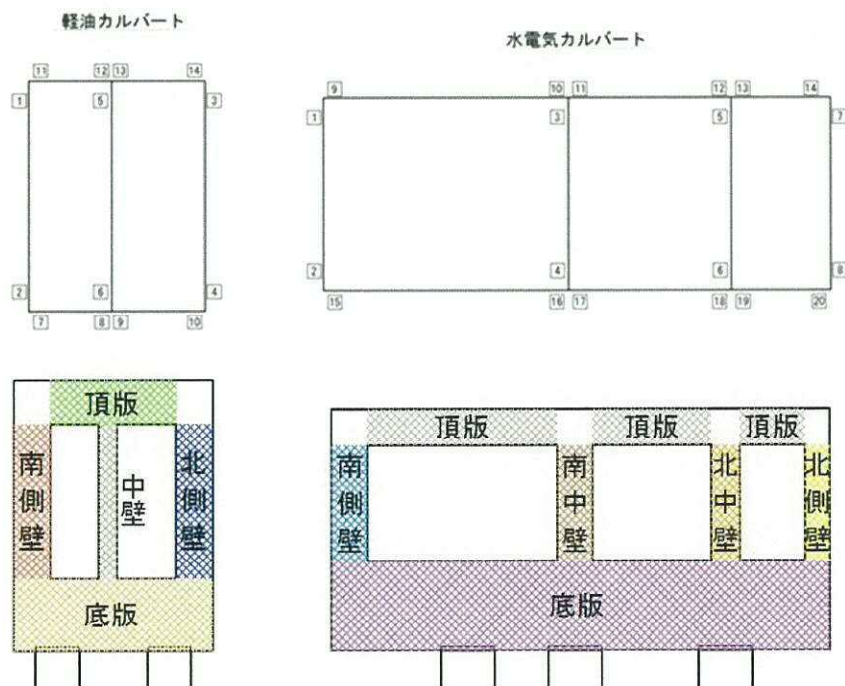 軽油カルバート
水電気カルバート
11 12 13 14
1 5 3
2 6 4
7 8 9 10
9 10 11 12 13 14
1 3 5 7
2 4 6 8
15 16 17 18 19 20
頂版
南側壁
中壁
北側壁
底版
頂版 頂版 頂版
南側壁
南中壁
北中壁
北側壁
底版